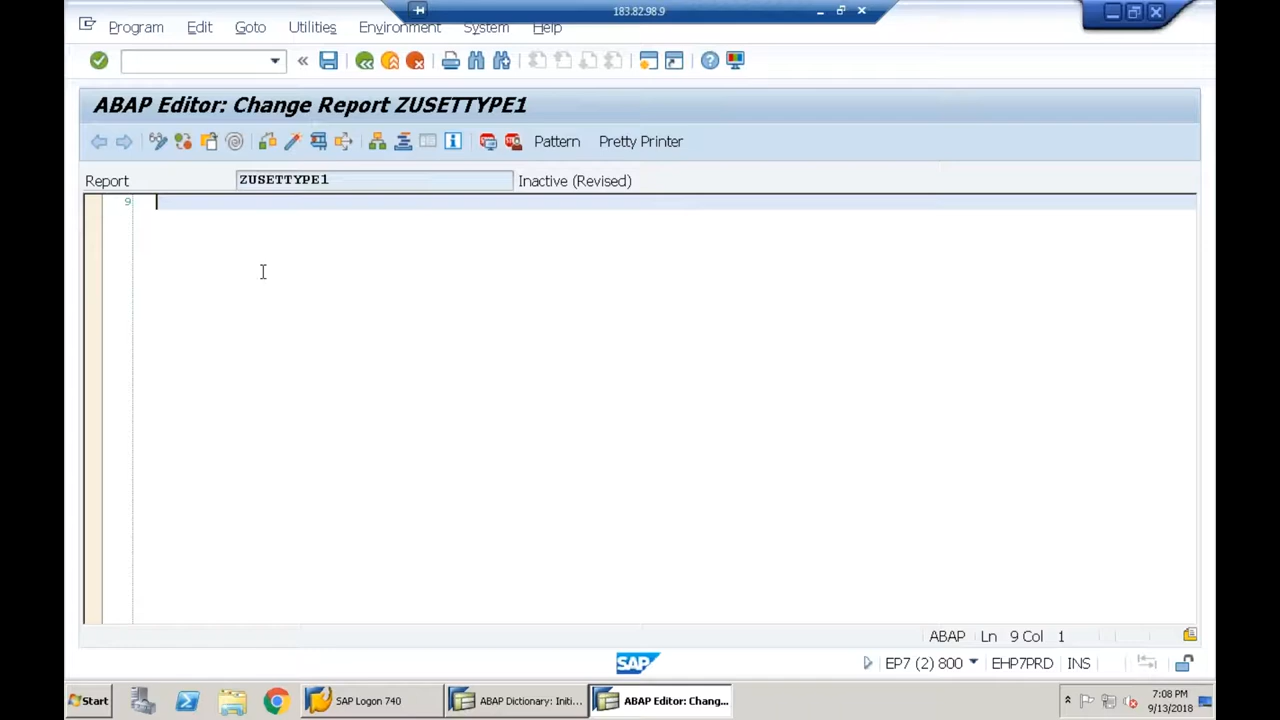 183.82.98.9
Program Edit Goto Utilities Environment System Help
ABAP Editor: Change Report ZUSETTYPE1
Pattern Pretty Printer
Report ZUSETTYPE1 Inactive (Revised)
9
ABAP Ln 9 Col 1
SAP EP7 (2) 800 EHP7PRD INS
Start SAP Logon 740 ABAP Dictionary: Initi... ABAP Editor: Chang... 7:08 PM
9/13/2018